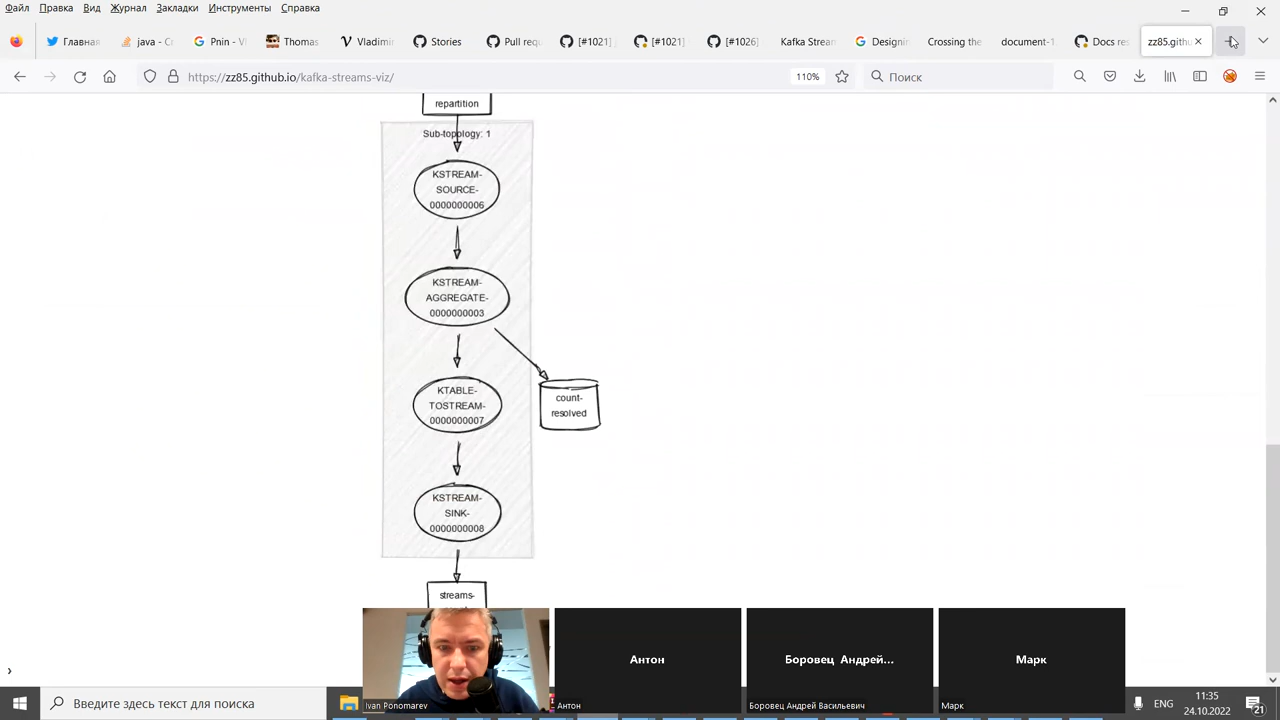 Файл Правка Вид Журнал Закладки Инструменты Справка
Главная
java - Cr
Pnin - V
Thomas
Vladimir
Stories
Pull requ
[#1021]
[#1021]
[#1026]
Kafka Stream
Designin
Crossing the
document-1
Docs res
zz85.github
https://zz85.github.io/kafka-streams-viz/
110%
Поиск
repartition
Sub-topology: 1
KSTREAM-
SOURCE-
0000000006
KSTREAM-
AGGREGATE-
0000000003
KTABLE-
TOSTREAM-
0000000007
count-
resolved
KSTREAM-
SINK-
0000000008
streams-
Ivan Ponomarev
Антон
Антон
Боровец Андрей...
Боровец Андрей Васильевич
Марк
Марк
Введите здесь текст для поиска
11:35
24.10.2022
21